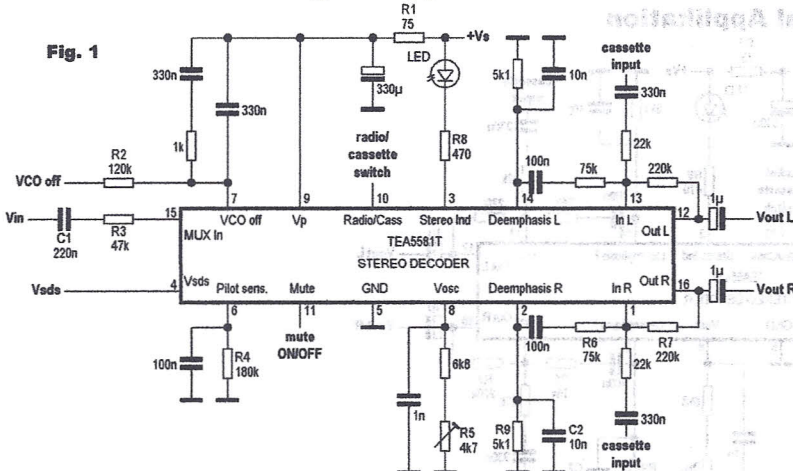 R1
75
+Vs
Fig. 1
LED
cassette
input
330n
330n
330µ
5k1
10n
330n
1k
radio/
cassette
switch
R8
470
22k
R2
120k
100n
75k
220k
VCO off
1µ
7
9
10
3
14
13
12
Vin
C1
220n
R3
47k
15
VCO off
Vp
Radio/Cass
Stereo Ind
Deemphasis L
In L
Out L
Vout L
MUX In
TEA5581T
STEREO DECODER
Vsds
4
Vsds
Pilot sens.
Mute
GND
Vosc
Deemphasis R
In R
Out R
16
1µ
Vout R
6
11
5
8
2
1
mute
ON/OFF
100n
R4
180k
6k8
100n
R6
75k
R7
220k
22k
1n
R5
4k7
R9
5k1
C2
10n
330n
cassette
input